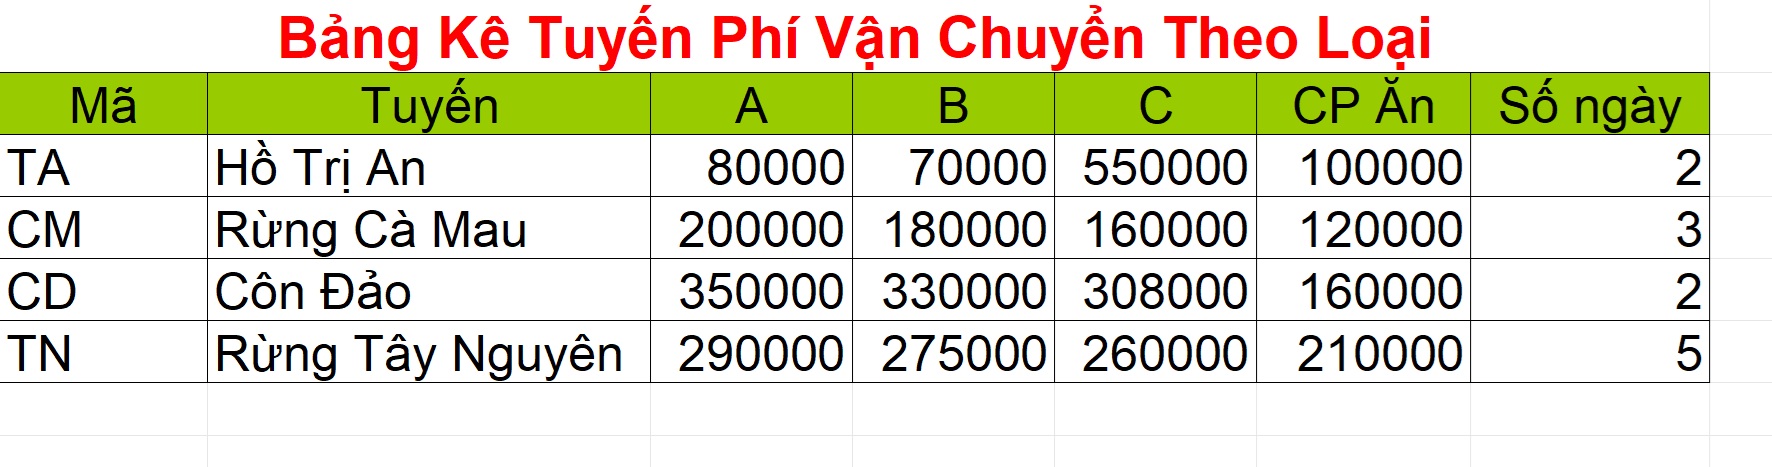 Bảng Kê Tuyến Phí Vận Chuyển Theo Loại
Mã Tuyến A B C CP Ăn Số ngày
TA Hồ Trị An 80000 70000 550000 100000 2
CM Rừng Cà Mau 200000 180000 160000 120000 3
CD Côn Đảo 350000 330000 308000 160000 2
TN Rừng Tây Nguyên 290000 275000 260000 210000 5